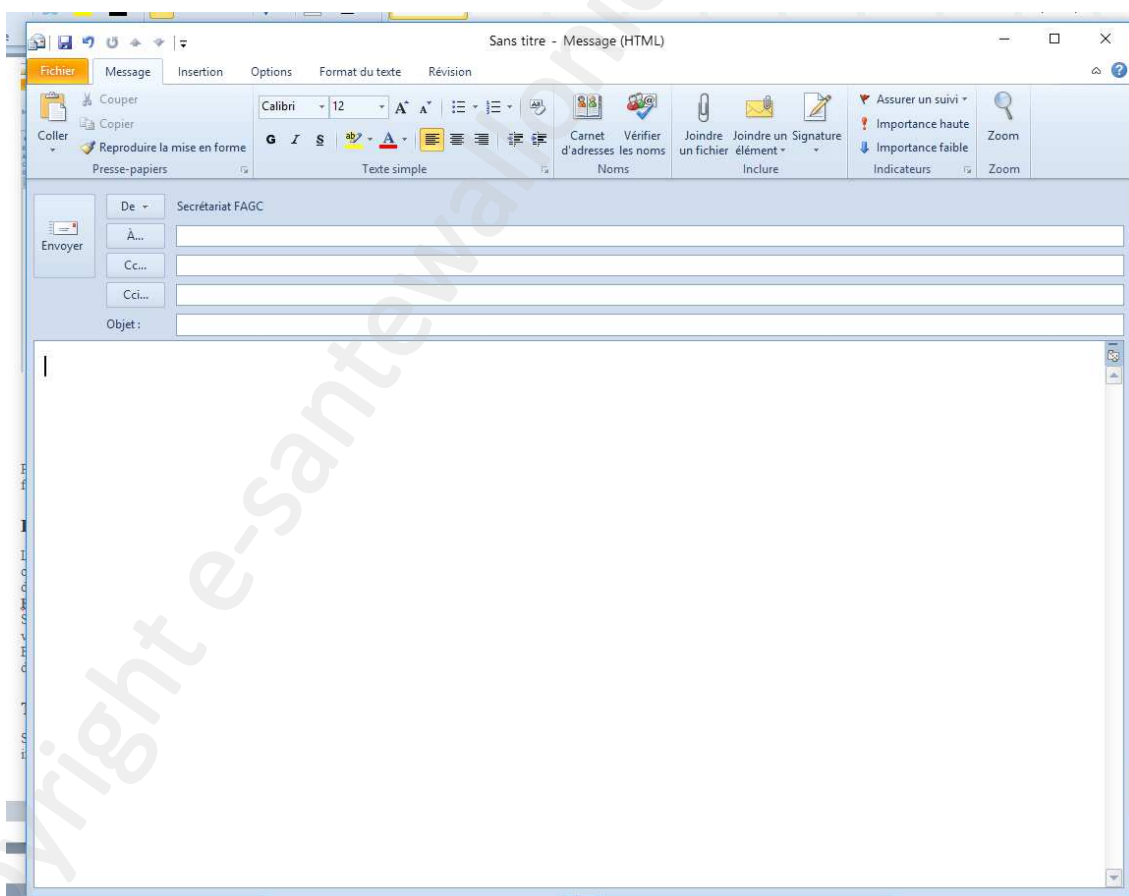 Sans titre - Message (HTML)
Fichier Message Insertion Options Format du texte Révision
Couper
Copier
Reproduire la mise en forme
Coller
Presse-papiers
Calibri 12
G I S
Texte simple
Carnet d'adresses
Vérifier les noms
Noms
Joindre un fichier
Joindre un élément
Signature
Inclure
Assurer un suivi
Importance haute
Importance faible
Indicateurs
Zoom
Zoom
Envoyer
De Secrétariat FAGC
À...
Cc...
Cci...
Objet :
yright e-santewallonie